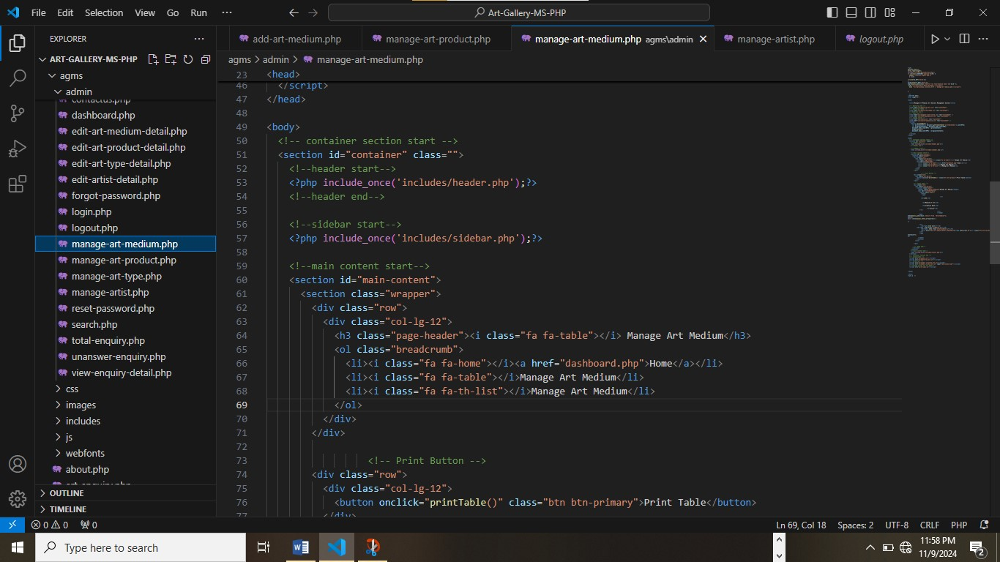 File Edit Selection View Go Run ··· Art-Gallery-MS-PHP
EXPLORER ···
ART-GALLERY-MS-PHP
agms
admin
dashboard.php
edit-art-medium-detail.php
edit-art-product-detail.php
edit-art-type-detail.php
edit-artist-detail.php
forgot-password.php
login.php
logout.php
manage-art-medium.php
manage-art-product.php
manage-art-type.php
manage-artist.php
reset-password.php
search.php
total-enquiry.php
unanswer-enquiry.php
view-enquiry-detail.php
css
images
includes
js
webfonts
about.php
OUTLINE
TIMELINE
add-art-medium.php manage-art-product.php manage-art-medium.php agms\admin manage-artist.php logout.php
agms > admin > manage-art-medium.php
23 <head>
46 </script>
47 </head>
48
49 <body>
50 <!-- container section start -->
51 <section id="container" class="">
52 <!--header start-->
53 <?php include_once('includes/header.php');?>
54 <!--header end-->
55
56 <!--sidebar start-->
57 <?php include_once('includes/sidebar.php');?>
58
59 <!--main content start-->
60 <section id="main-content">
61 <section class="wrapper">
62 <div class="row">
63 <div class="col-lg-12">
64 <h3 class="page-header"><i class="fa fa-table"></i> Manage Art Medium</h3>
65 <ol class="breadcrumb">
66 <li><i class="fa fa-home"></i><a href="dashboard.php">Home</a></li>
67 <li><i class="fa fa-table"></i>Manage Art Medium</li>
68 <li><i class="fa fa-th-list"></i>Manage Art Medium</li>
69 </ol>
70 </div>
71 </div>
72
73 <!-- Print Button -->
74 <div class="row">
75 <div class="col-lg-12">
76 <button onclick="printTable()" class="btn btn-primary">Print Table</button>
77 </div>
0 0 0 Ln 69, Col 18 Spaces: 2 UTF-8 CRLF PHP
Type here to search
11:58 PM
11/9/2024
2